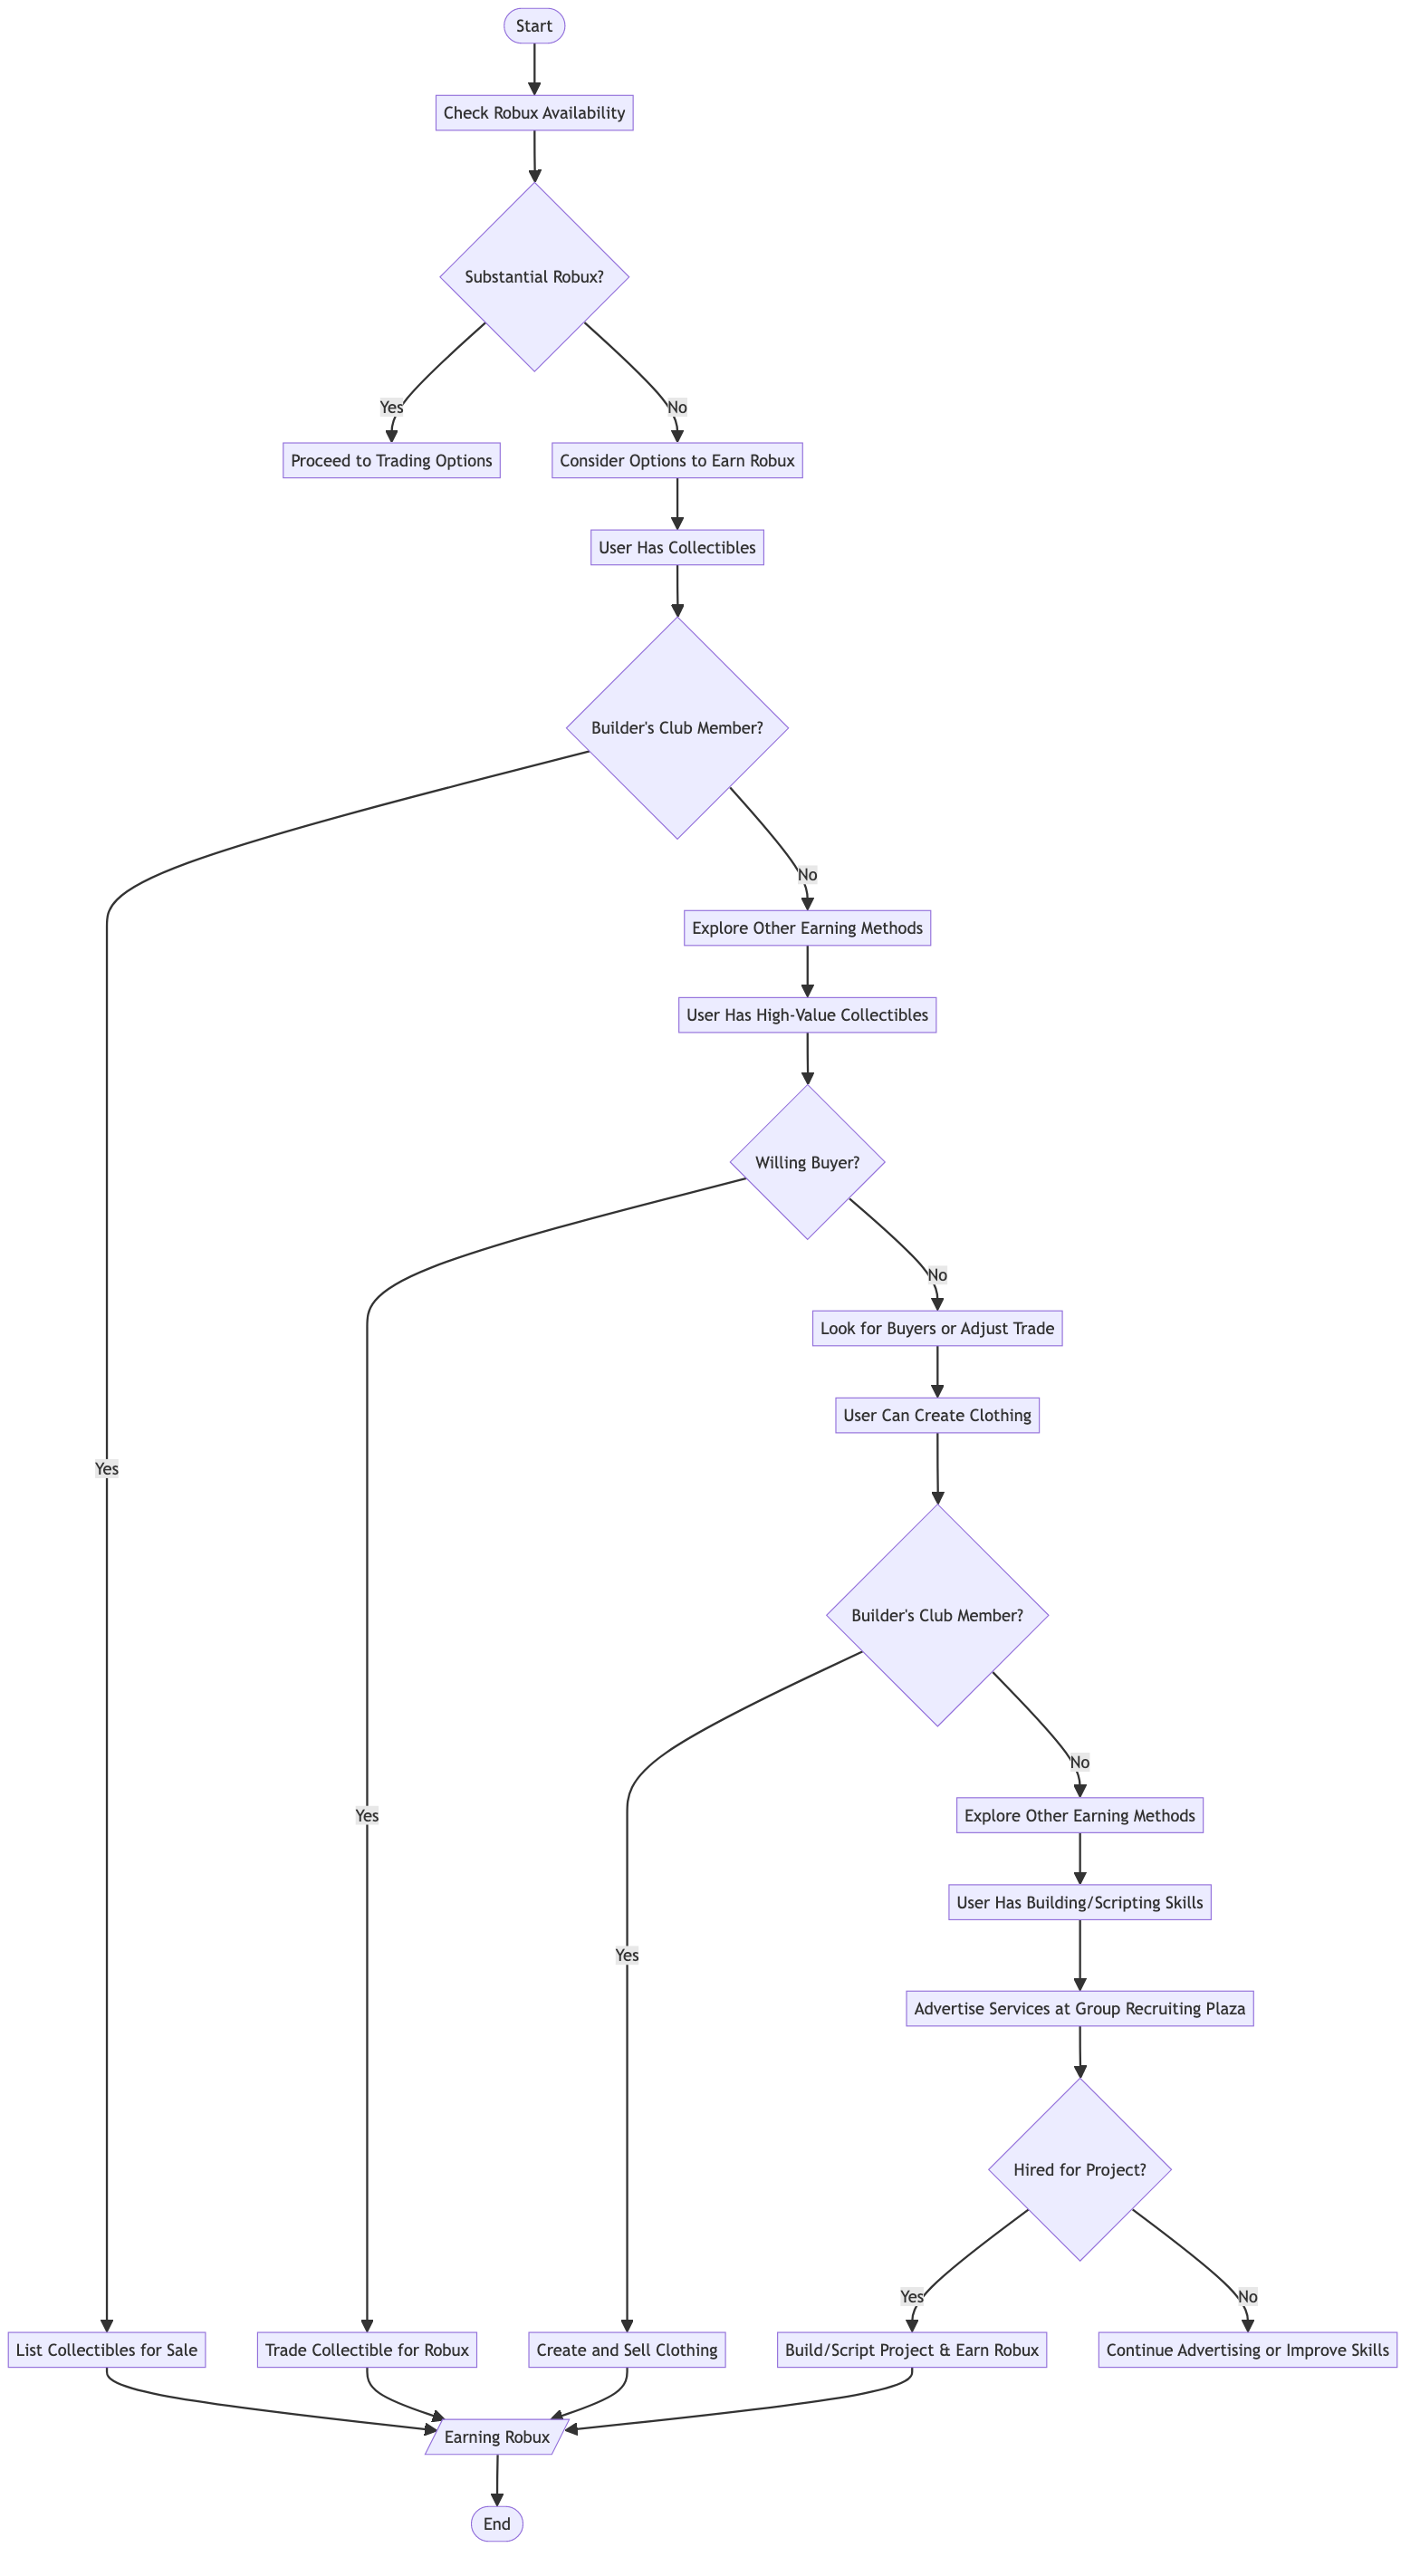 Start
Check Robux Availability
Substantial Robux?
Yes
No
Proceed to Trading Options
Consider Options to Earn Robux
User Has Collectibles
Builder's Club Member?
No
Explore Other Earning Methods
User Has High-Value Collectibles
Willing Buyer?
No
Look for Buyers or Adjust Trade
User Can Create Clothing
Yes
Builder's Club Member?
No
Yes
Explore Other Earning Methods
User Has Building/Scripting Skills
Yes
Advertise Services at Group Recruiting Plaza
Hired for Project?
Yes
No
List Collectibles for Sale
Trade Collectible for Robux
Create and Sell Clothing
Build/Script Project & Earn Robux
Continue Advertising or Improve Skills
Earning Robux
End